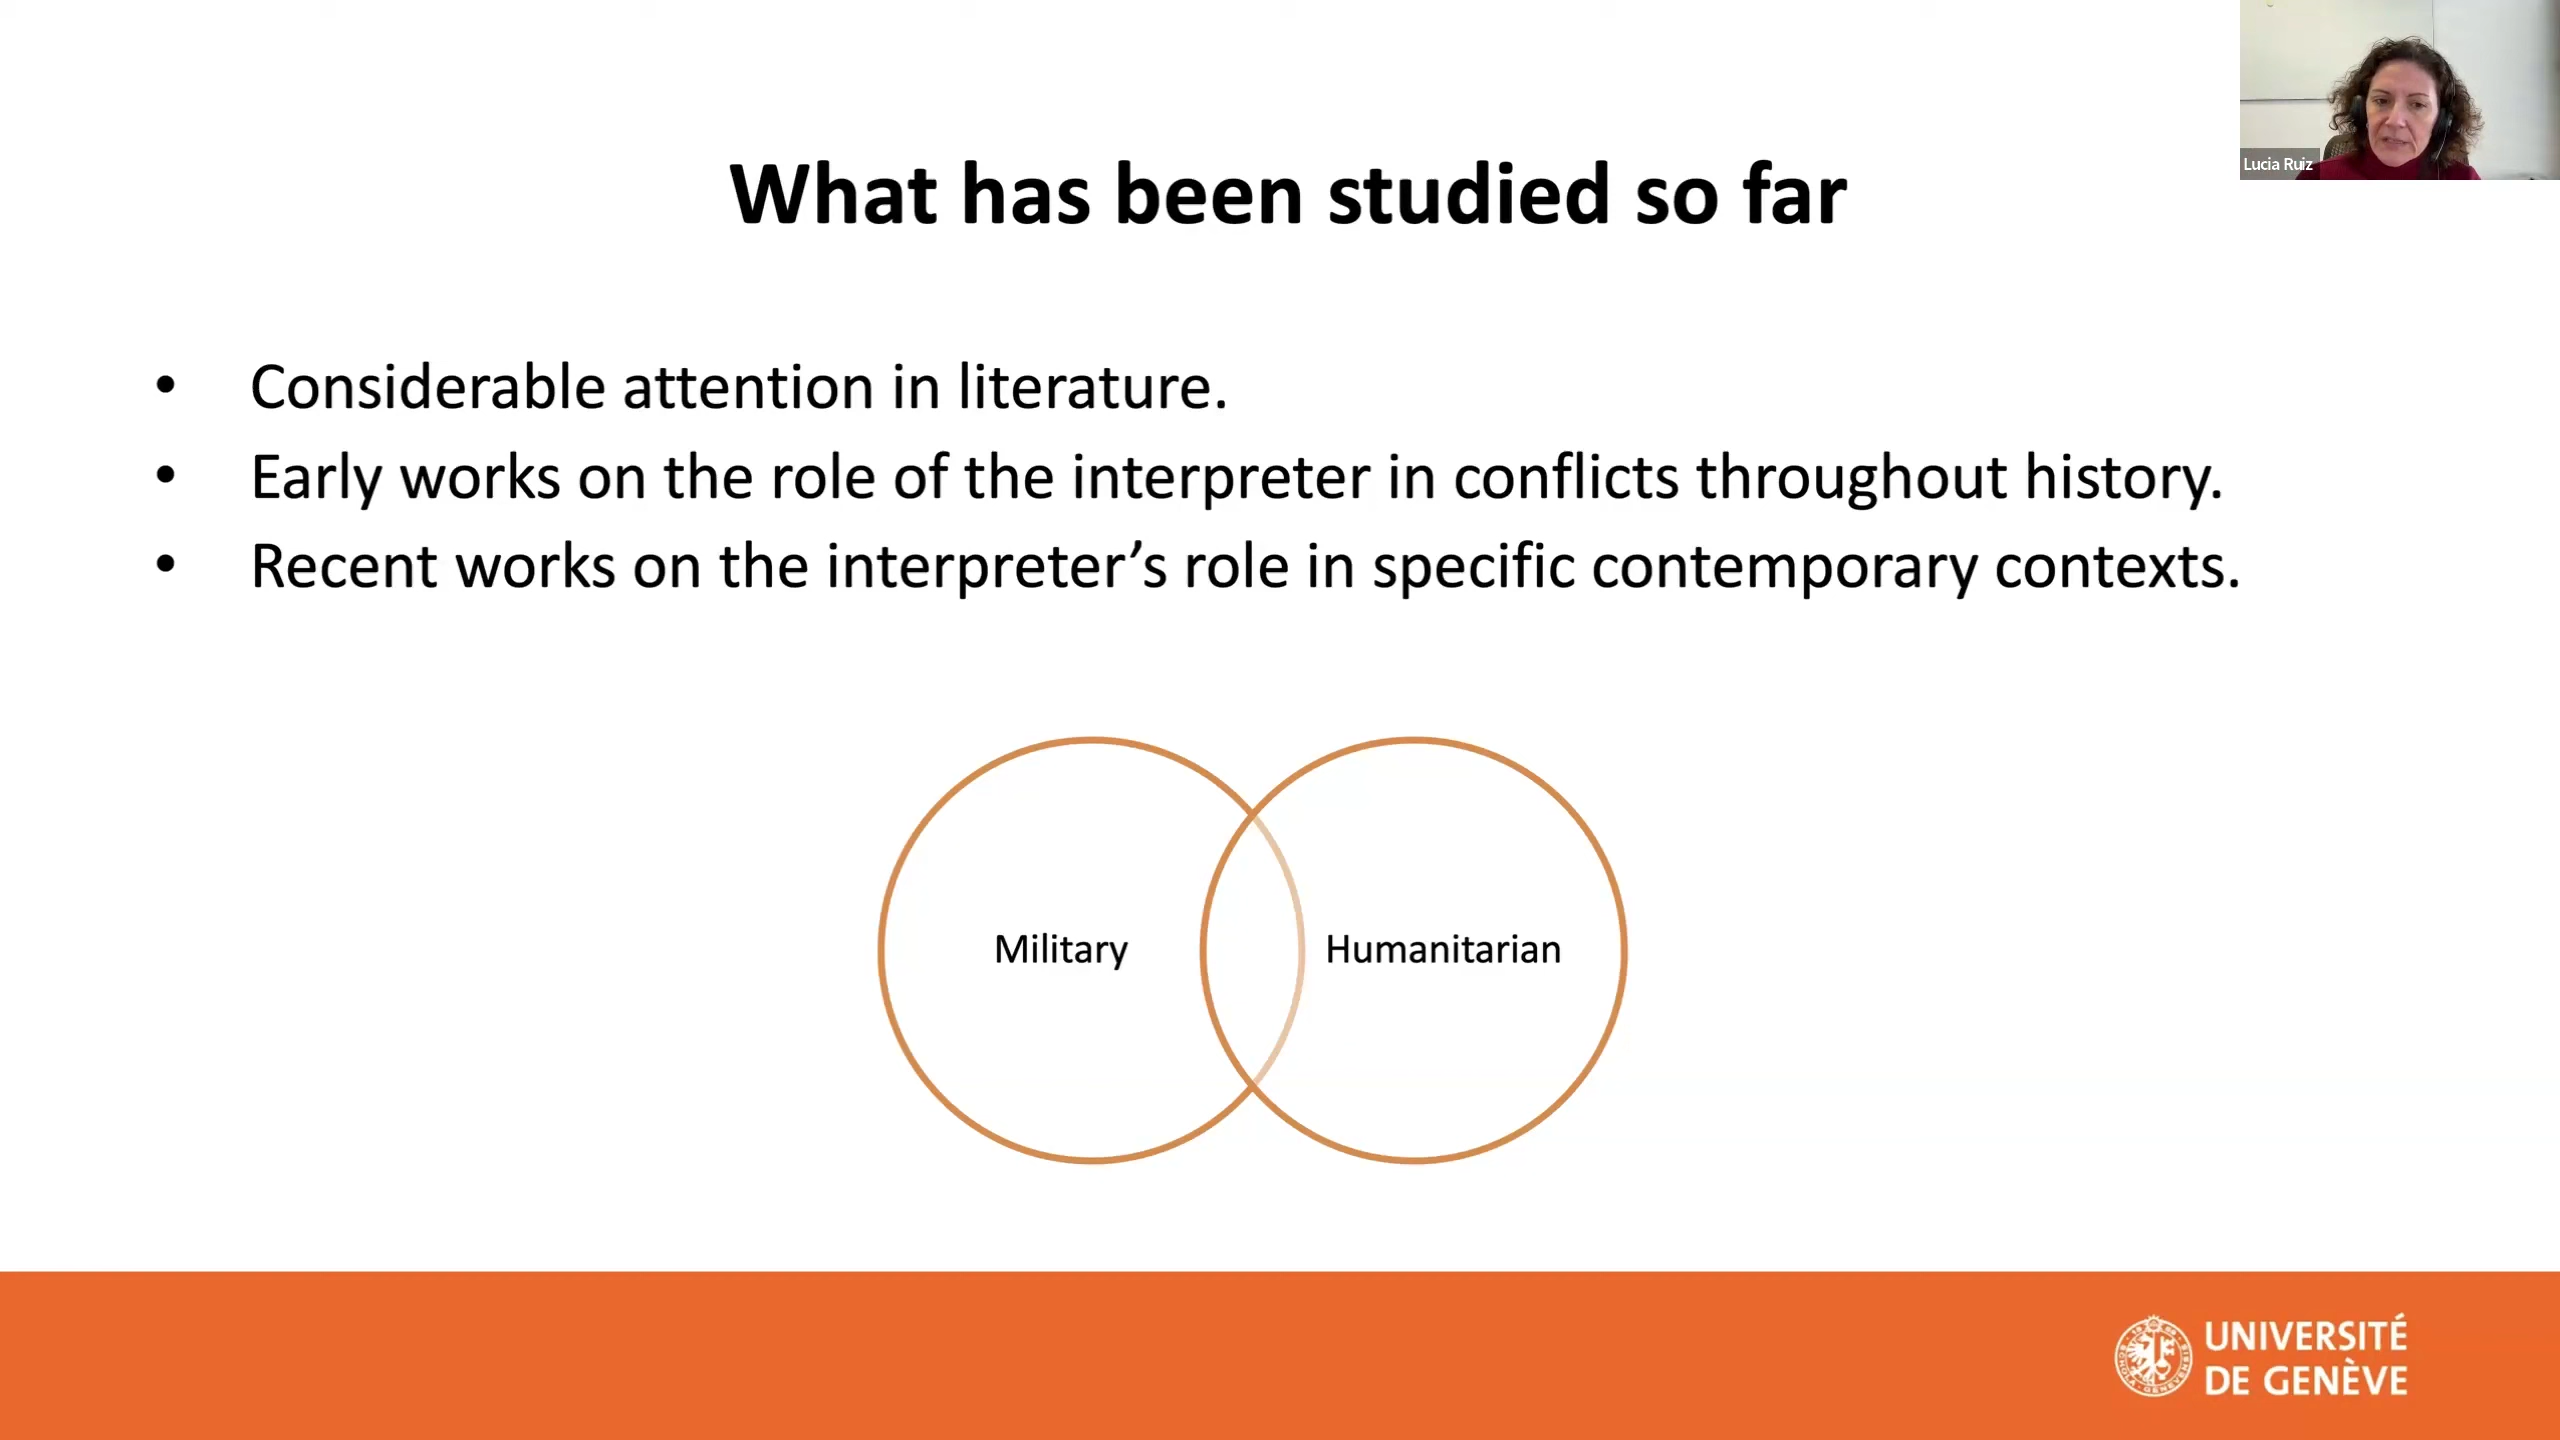 Lucia Ruiz
What has been studied so far
• Considerable attention in literature.
• Early works on the role of the interpreter in conflicts throughout history.
• Recent works on the interpreter’s role in specific contemporary contexts.
Military
Humanitarian
UNIVERSITÉ
DE GENÈVE